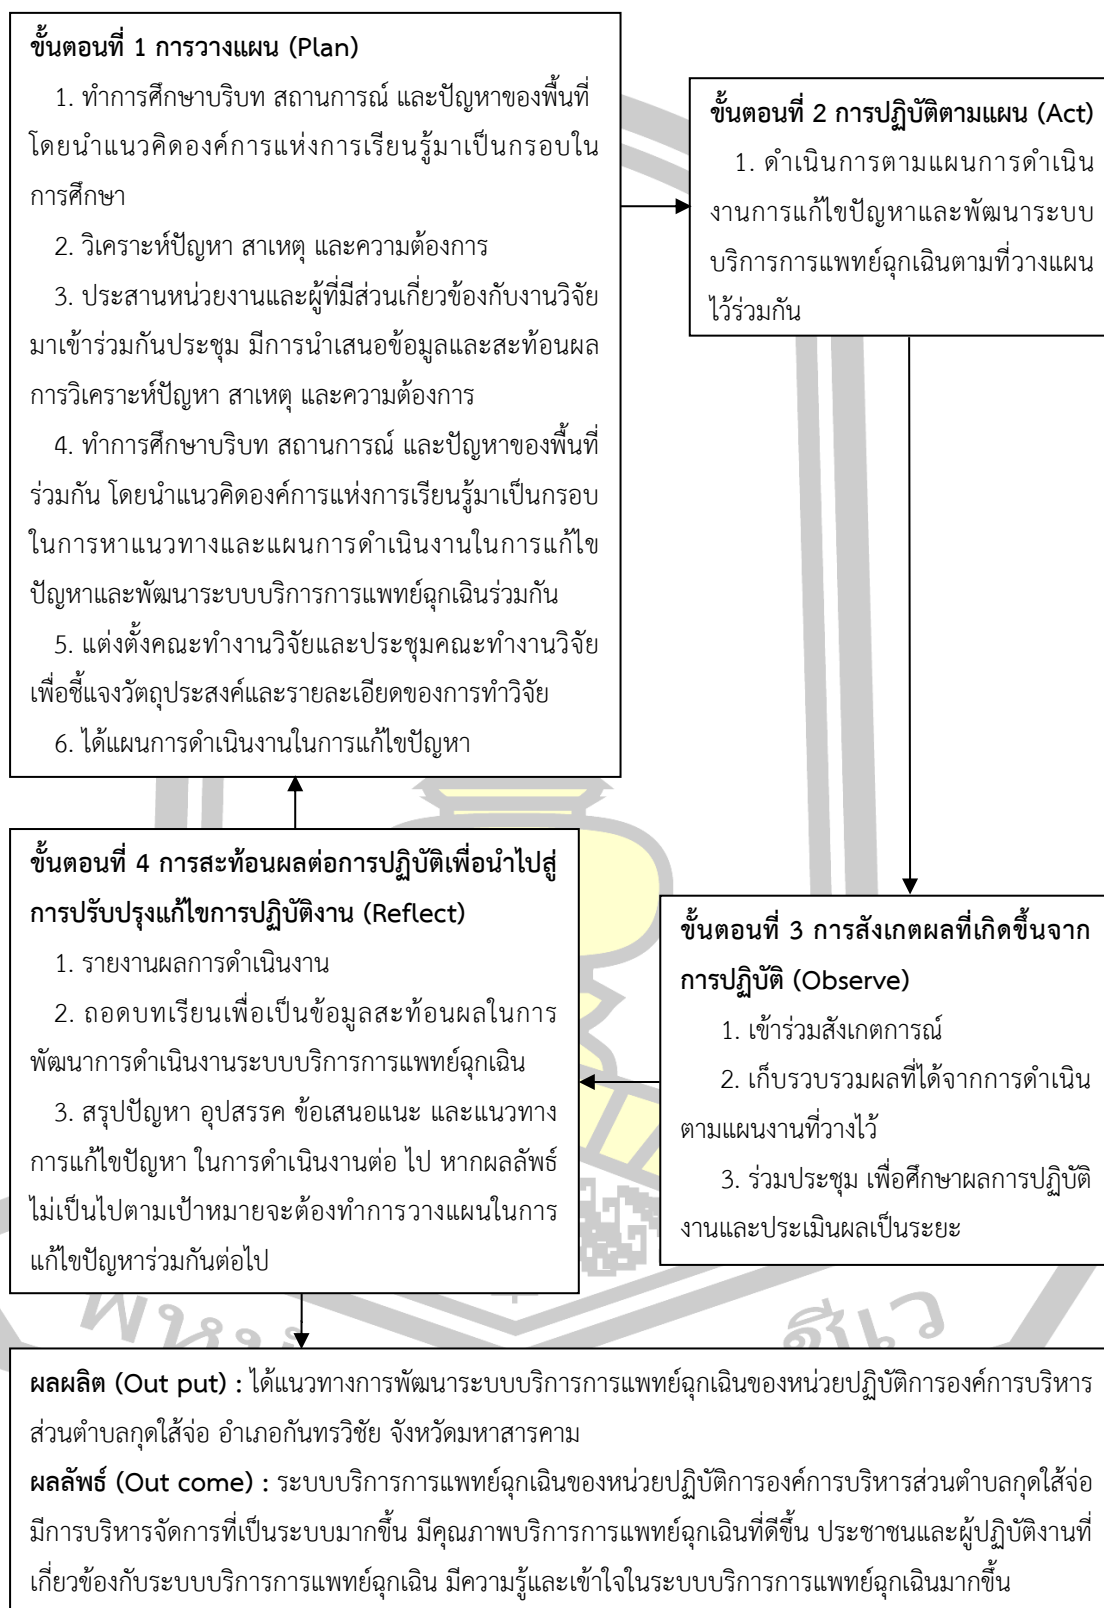 ขั้นตอนที่ 1 การวางแผน (Plan)
1. ทำการศึกษาบริบท สถานการณ์ และปัญหาของพื้นที่
โดยนำแนวคิดองค์การแห่งการเรียนรู้มาเป็นกรอบใน
การศึกษา
2. วิเคราะห์ปัญหา สาเหตุ และความต้องการ
3. ประสานหน่วยงานและผู้ที่มีส่วนเกี่ยวข้องกับงานวิจัย
มาเข้าร่วมกันประชุม มีการนำเสนอข้อมูลและสะท้อนผล
การวิเคราะห์ปัญหา สาเหตุ และความต้องการ
4. ทำการศึกษาบริบท สถานการณ์ และปัญหาของพื้นที่
ร่วมกัน โดยนำแนวคิดองค์การแห่งการเรียนรู้มาเป็นกรอบ
ในการหาแนวทางและแผนการดำเนินงานในการแก้ไข
ปัญหาและพัฒนาระบบบริการการแพทย์ฉุกเฉินร่วมกัน
5. แต่งตั้งคณะทำงานวิจัยและประชุมคณะทำงานวิจัย
เพื่อชี้แจงวัตถุประสงค์และรายละเอียดของการทำวิจัย
6. ได้แผนการดำเนินงานในการแก้ไขปัญหา
ขั้นตอนที่ 2 การปฏิบัติตามแผน (Act)
1. ดำเนินการตามแผนการดำเนิน
งานการแก้ไขปัญหาและพัฒนาระบบ
บริการการแพทย์ฉุกเฉินตามที่วางแผน
ไว้ร่วมกัน
ขั้นตอนที่ 3 การสังเกตผลที่เกิดขึ้นจาก
การปฏิบัติ (Observe)
1. เข้าร่วมสังเกตการณ์
2. เก็บรวบรวมผลที่ได้จากการดำเนิน
ตามแผนงานที่วางไว้
3. ร่วมประชุม เพื่อศึกษาผลการปฏิบัติ
งานและประเมินผลเป็นระยะ
ขั้นตอนที่ 4 การสะท้อนผลต่อการปฏิบัติเพื่อนำไปสู่
การปรับปรุงแก้ไขการปฏิบัติงาน (Reflect)
1. รายงานผลการดำเนินงาน
2. ถอดบทเรียนเพื่อเป็นข้อมูลสะท้อนผลในการ
พัฒนาการดำเนินงานระบบบริการการแพทย์ฉุกเฉิน
3. สรุปปัญหา อุปสรรค ข้อเสนอแนะ และแนวทาง
การแก้ไขปัญหา ในการดำเนินงานต่อ ไป หากผลลัพธ์
ไม่เป็นไปตามเป้าหมายจะต้องทำการวางแผนในการ
แก้ไขปัญหาร่วมกันต่อไป
ผลผลิต (Out put) : ได้แนวทางการพัฒนาระบบบริการการแพทย์ฉุกเฉินของหน่วยปฏิบัติการองค์การบริหาร
ส่วนตำบลกุดใส้จ่อ อำเภอกันทรวิชัย จังหวัดมหาสารคาม
ผลลัพธ์ (Out come) : ระบบบริการการแพทย์ฉุกเฉินของหน่วยปฏิบัติการองค์การบริหารส่วนตำบลกุดใส้จ่อ
มีการบริหารจัดการที่เป็นระบบมากขึ้น มีคุณภาพบริการการแพทย์ฉุกเฉินที่ดีขึ้น ประชาชนและผู้ปฏิบัติงานที่
เกี่ยวข้องกับระบบบริการการแพทย์ฉุกเฉิน มีความรู้และเข้าใจในระบบบริการการแพทย์ฉุกเฉินมากขึ้น